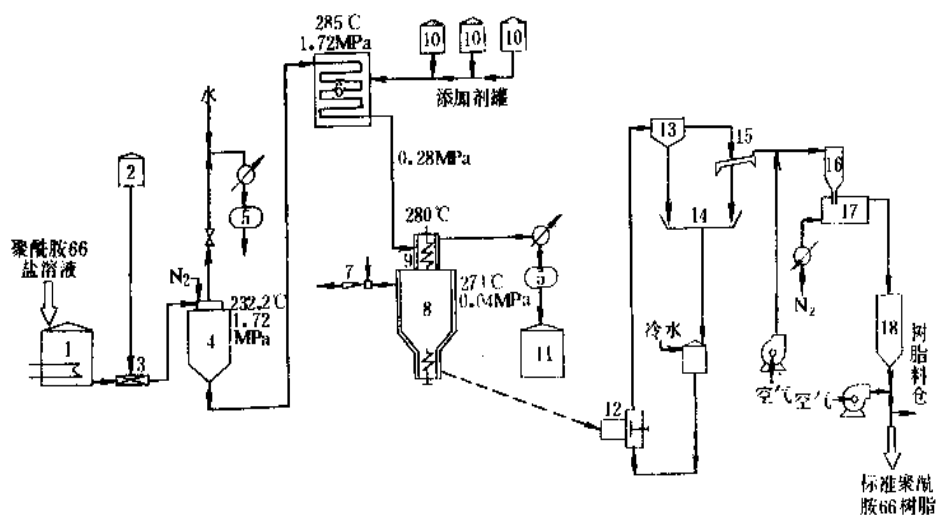 285℃
1.72MPa
10
10
10
添加剂罐
6
水
2
5
0.28MPa
280℃
9
7
8
271℃
0.04MPa
5
11
聚酰胺66
盐溶液
1
3
N₂
4
232.2℃
1.72
MPa
12
冷水
13
14
15
16
17
N₂
空气
空气
18
树脂料仓
标准聚酰
胺66树脂